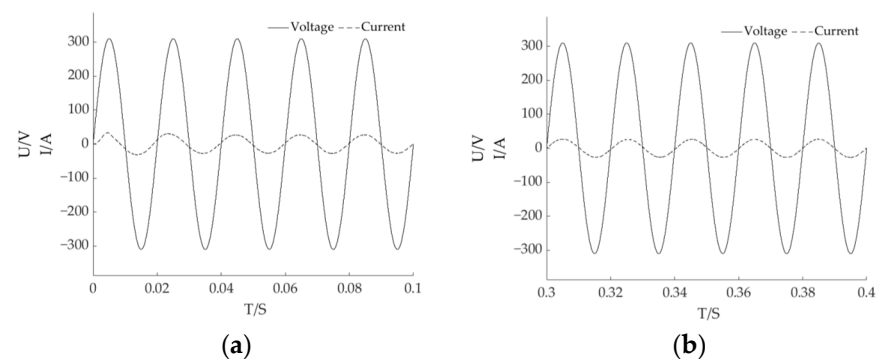 Voltage Current
300
200
100
0
−100
−200
−300
U/V
I/A
0 0.02 0.04 0.06 0.08 0.1
T/S
(a)
Voltage Current
300
200
100
0
−100
−200
−300
U/V
I/A
0.3 0.32 0.34 0.36 0.38 0.4
T/S
(b)